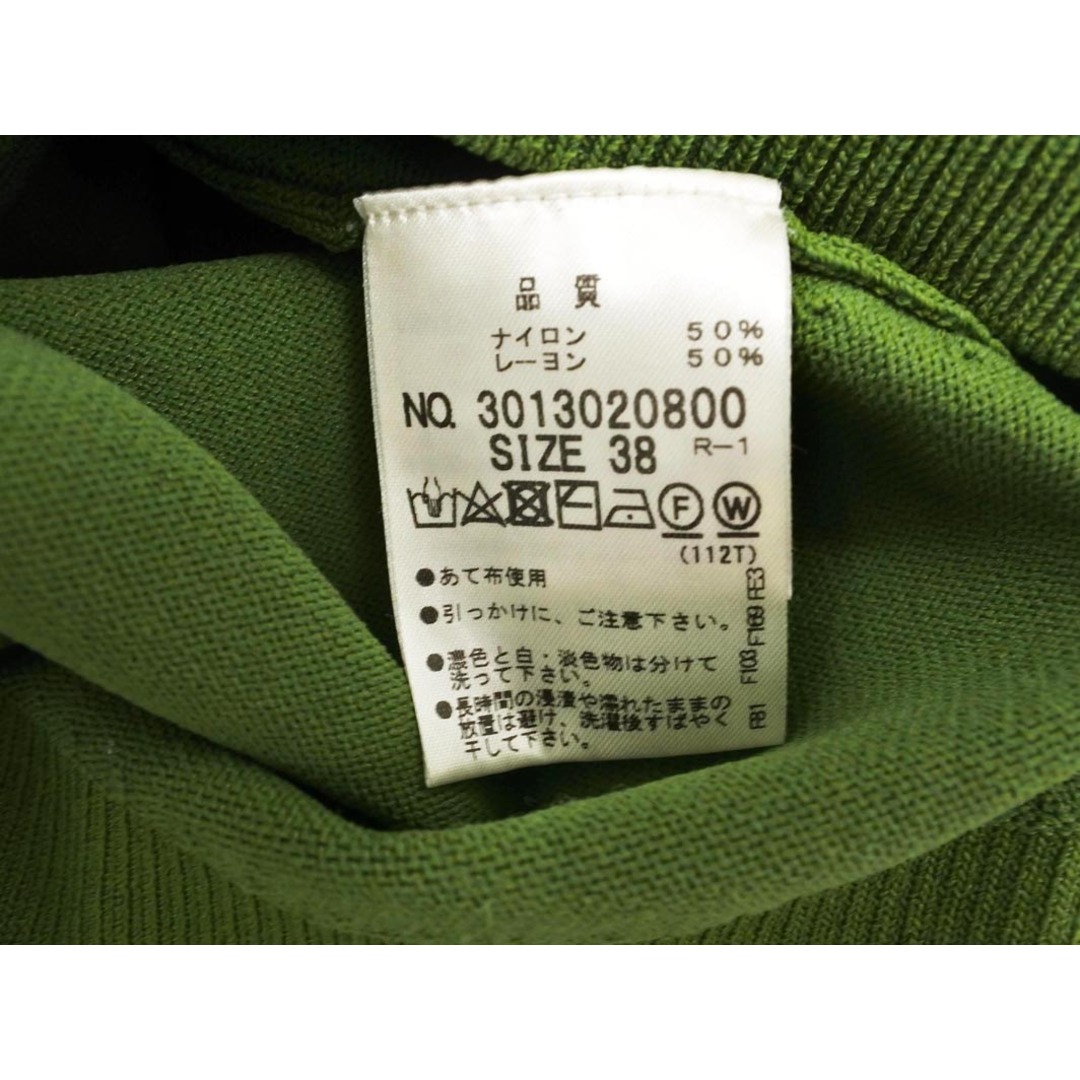 品 質
ナイロン 50%
レーヨン 50%
NO. 3013020800
SIZE 38 R-1
F W
(112T)
●あて布使用
●引っかけに、ご注意下さい。
●濃色と白・淡色物は分けて
洗って下さい。
●長時間の浸漬や濡れたままの
放置は避け、洗濯後すばやく
干して下さい。
F103 F169 FE3